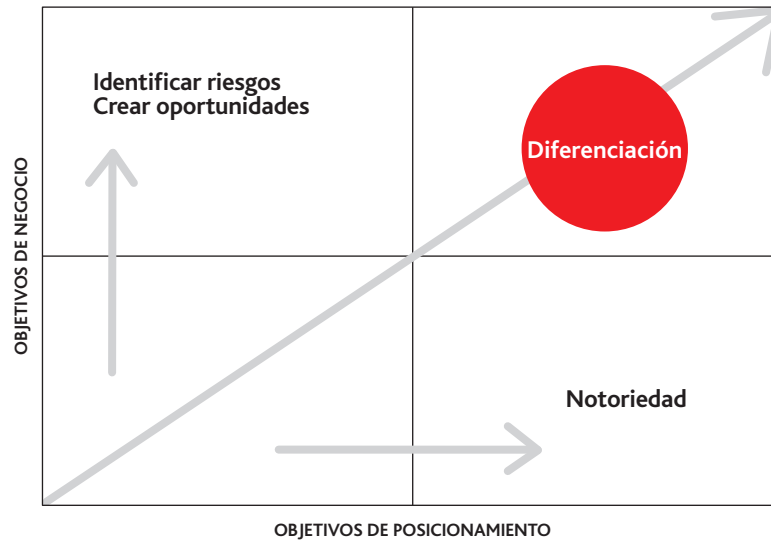 Identificar riesgos
Crear oportunidades
Diferenciación
OBJETIVOS DE NEGOCIO
Notoriedad
OBJETIVOS DE POSICIONAMIENTO